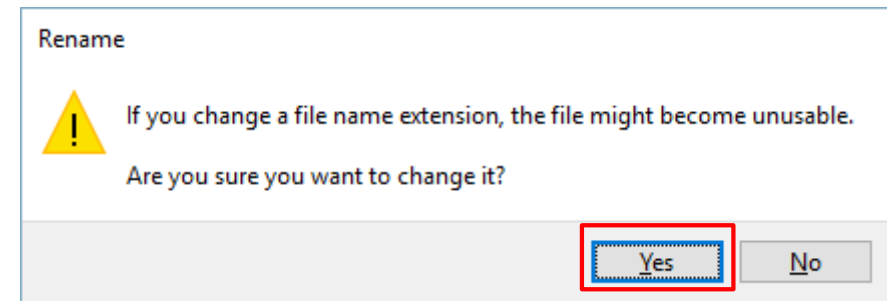 Rename
If you change a file name extension, the file might become unusable.
Are you sure you want to change it?
Yes No